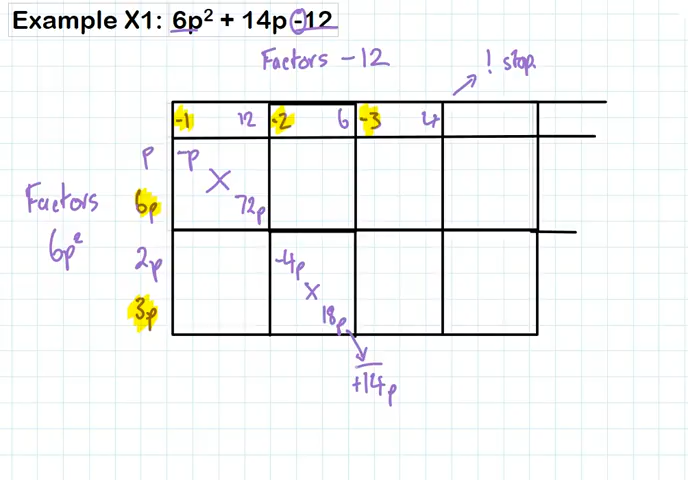 Example X1: 6p² + 14p -12
Factors -12
! stop.
-1 12 -2 6 -3 4
p -p
Factors 6p 72p
6p²
2p -4p
3p 18p
+14p